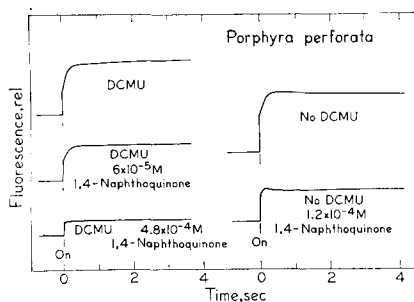 Porphyra perforata
Fluorescence, rel
DCMU
No DCMU
DCMU
6x10-5M
1,4-Naphthoquinone
DCMU 4.8x10-4M
1,4-Naphthoquinone
No DCMU
1.2x10-4M
1,4-Naphthoquinone
On
On
0 2 4
0 2 4
Time, sec